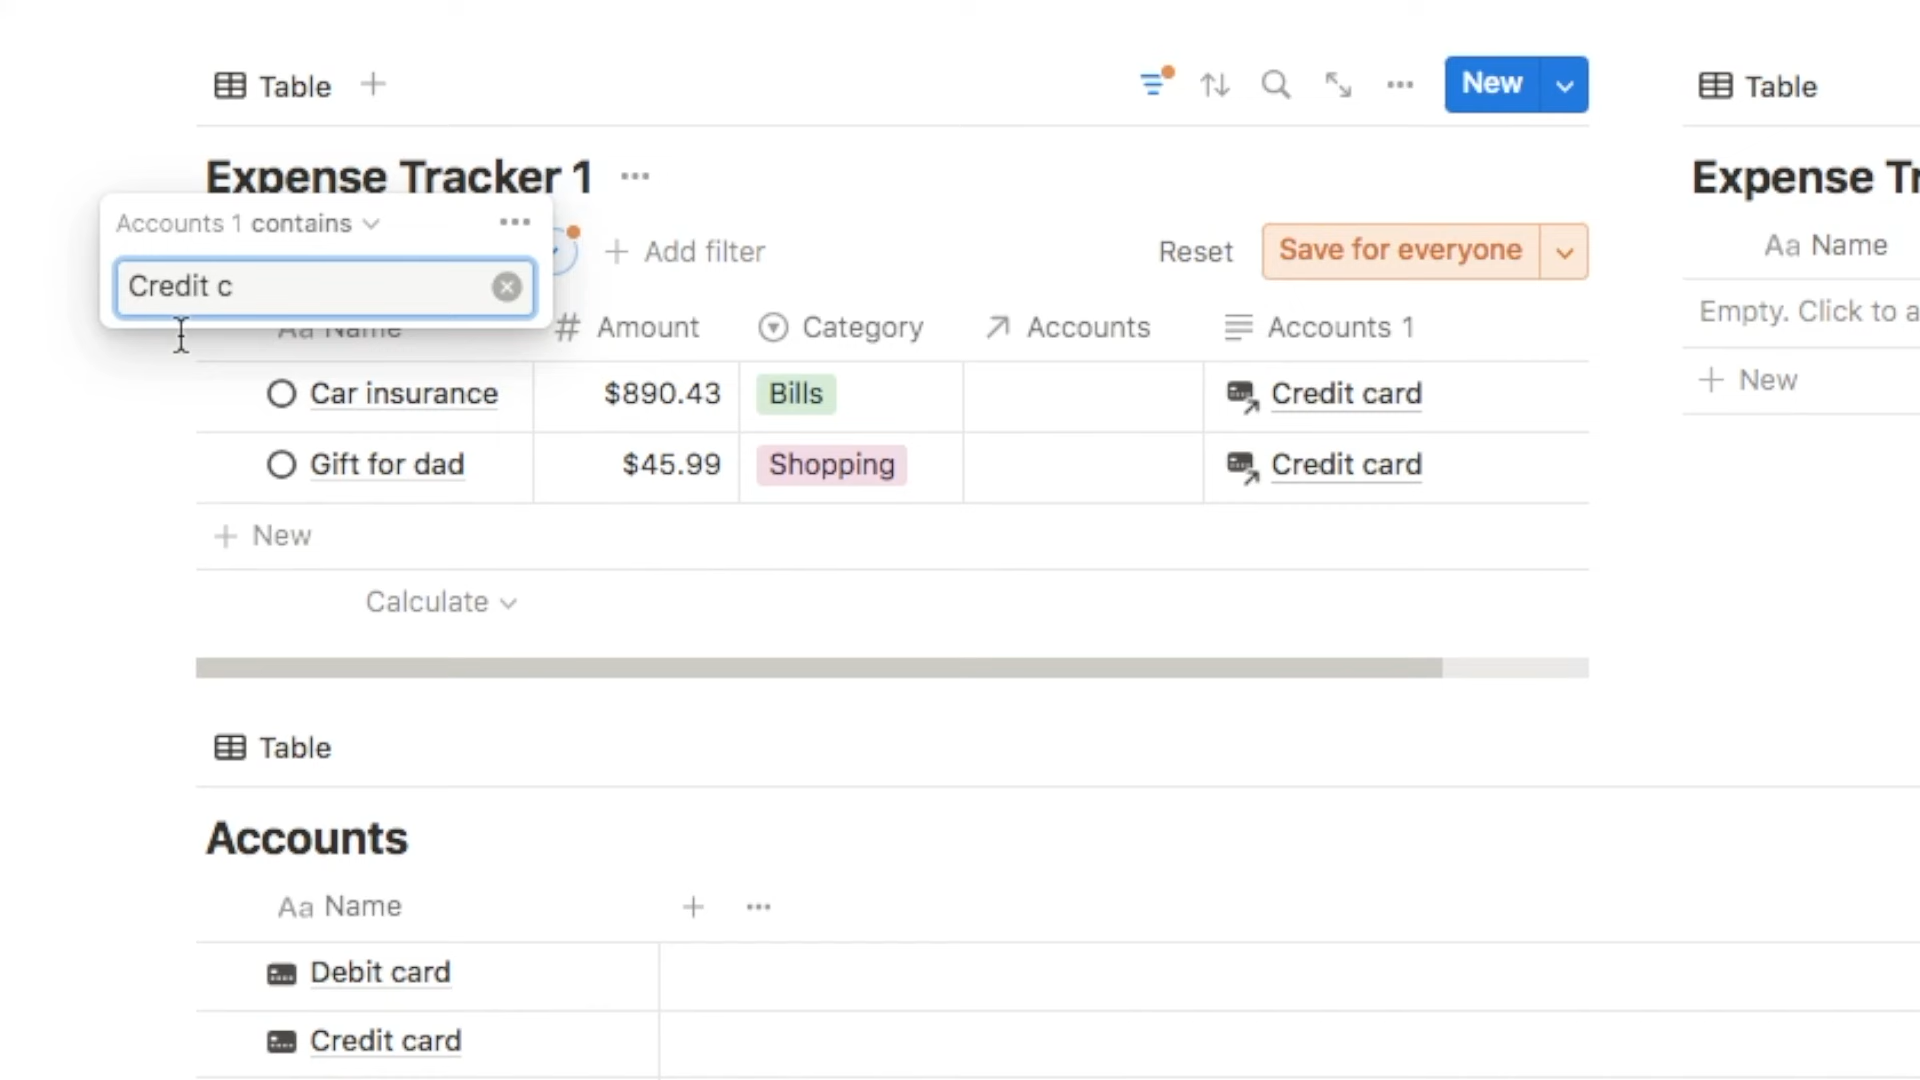 Table
New
Table
Expense Tracker 1
Expense Tr
Accounts 1 contains
Add filter
Reset
Save for everyone
Aa Name
Credit c
Aa Name
# Amount
Category
Accounts
Accounts 1
Empty. Click to a
Car insurance
$890.43
Bills
Credit card
New
Gift for dad
$45.99
Shopping
Credit card
New
Calculate
Table
Accounts
Aa Name
Debit card
Credit card